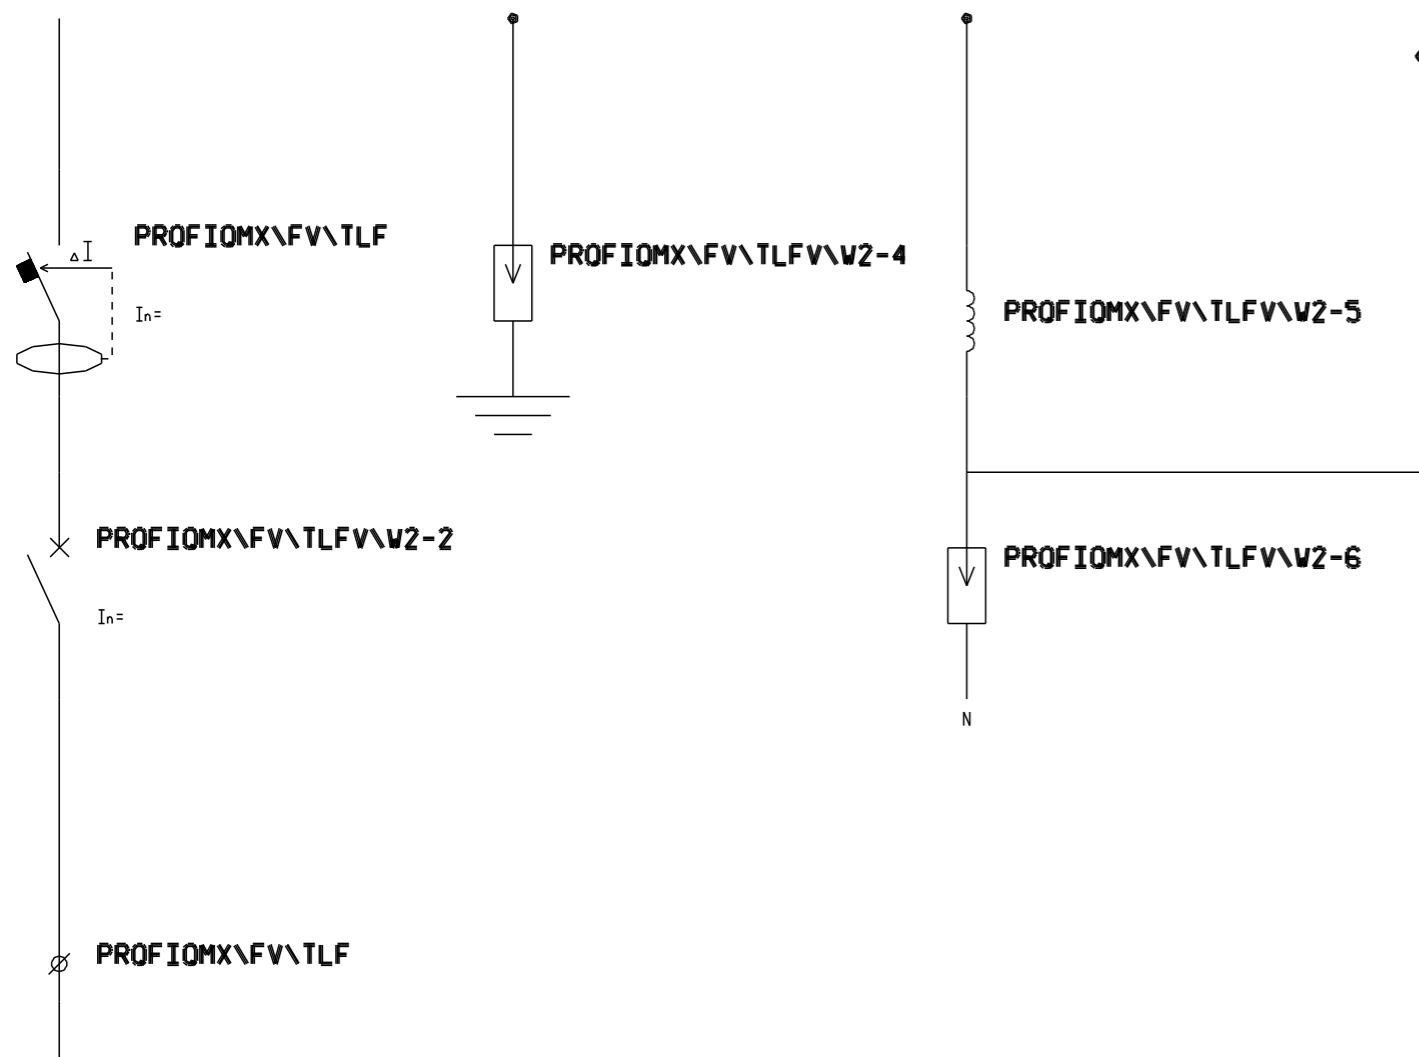 ΔI
PROFIOMX\FV\TLF
In=
PROFIOMX\FV\TLFV\W2-4
PROFIOMX\FV\TLFV\W2-5
PROFIOMX\FV\TLFV\W2-2
In=
PROFIOMX\FV\TLFV\W2-6
N
PROFIOMX\FV\TLF